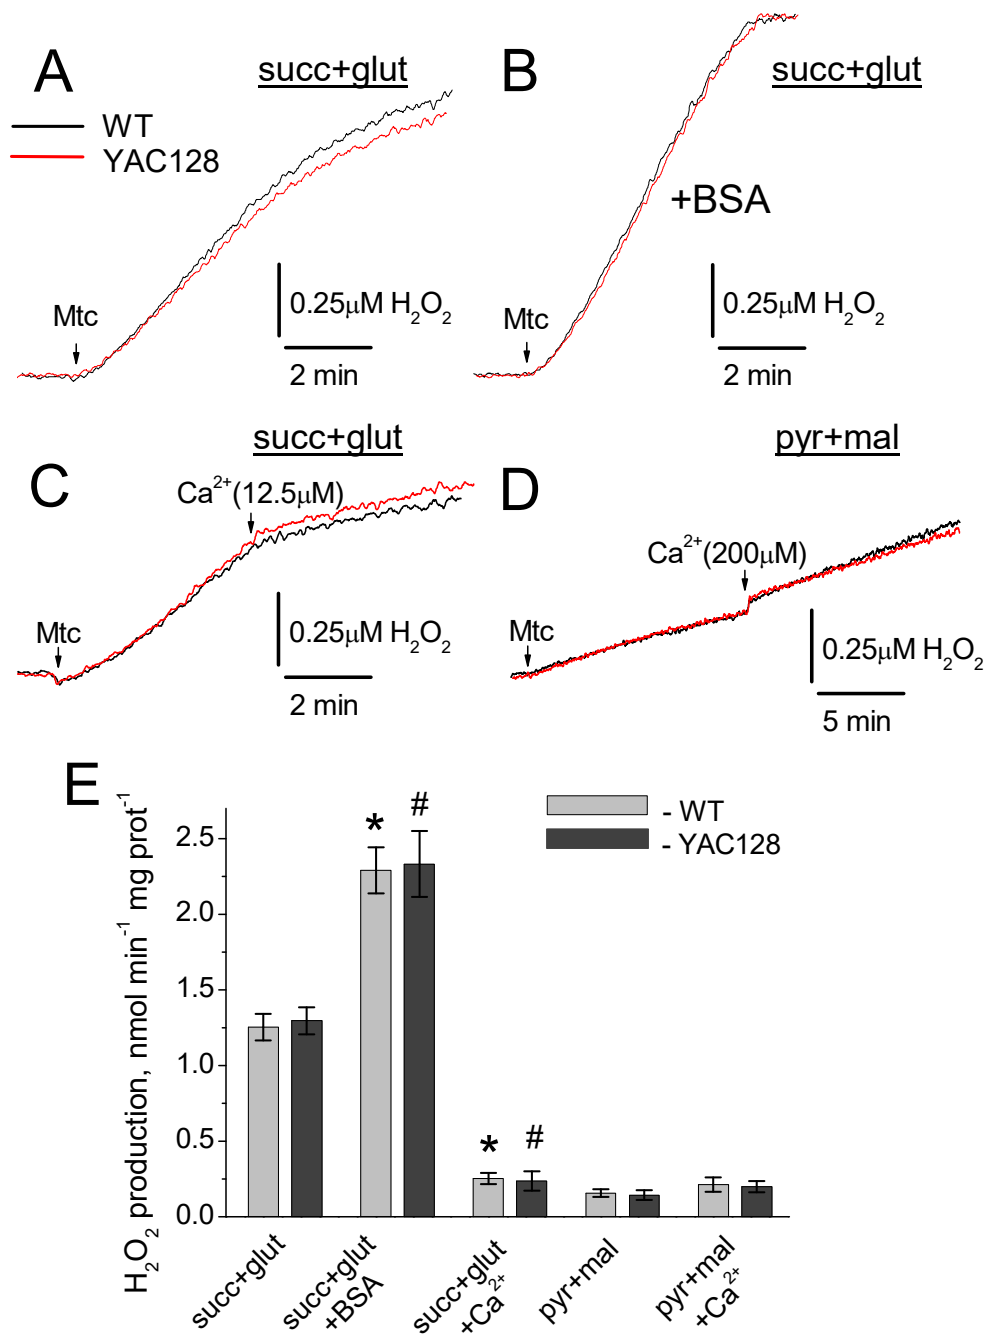 A
succ+glut
WT
YAC128
Mtc
0.25μM H₂O₂
2 min
B
succ+glut
+BSA
Mtc
0.25μM H₂O₂
2 min
C
succ+glut
Ca²⁺(12.5μM)
Mtc
0.25μM H₂O₂
2 min
D
pyr+mal
Ca²⁺(200μM)
Mtc
0.25μM H₂O₂
5 min
E
H₂O₂ production, nmol min⁻¹ mg prot⁻¹
2.5
2.0
1.5
1.0
0.5
0.0
* #
* #
- WT
- YAC128
succ+glut
succ+glut
+BSA
succ+glut
+Ca²⁺
pyr+mal
pyr+mal
+Ca²⁺